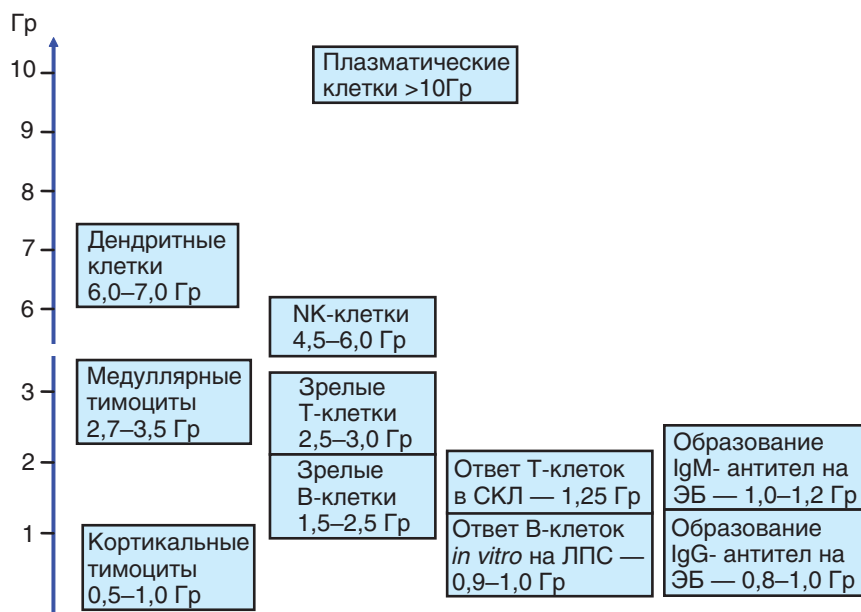 Гр
10
9
8
7
6
3
2
1
Плазматические
клетки >10Гр
Дендритные
клетки
6,0–7,0 Гр
NK-клетки
4,5–6,0 Гр
Медуллярные
тимоциты
2,7–3,5 Гр
Зрелые
Т-клетки
2,5–3,0 Гр
Зрелые
В-клетки
1,5–2,5 Гр
Ответ Т-клеток
в СКЛ — 1,25 Гр
Ответ В-клеток
in vitro на ЛПС —
0,9–1,0 Гр
Образование
IgM- антител на
ЭБ — 1,0–1,2 Гр
Образование
IgG- антител на
ЭБ — 0,8–1,0 Гр
Кортикальные
тимоциты
0,5–1,0 Гр